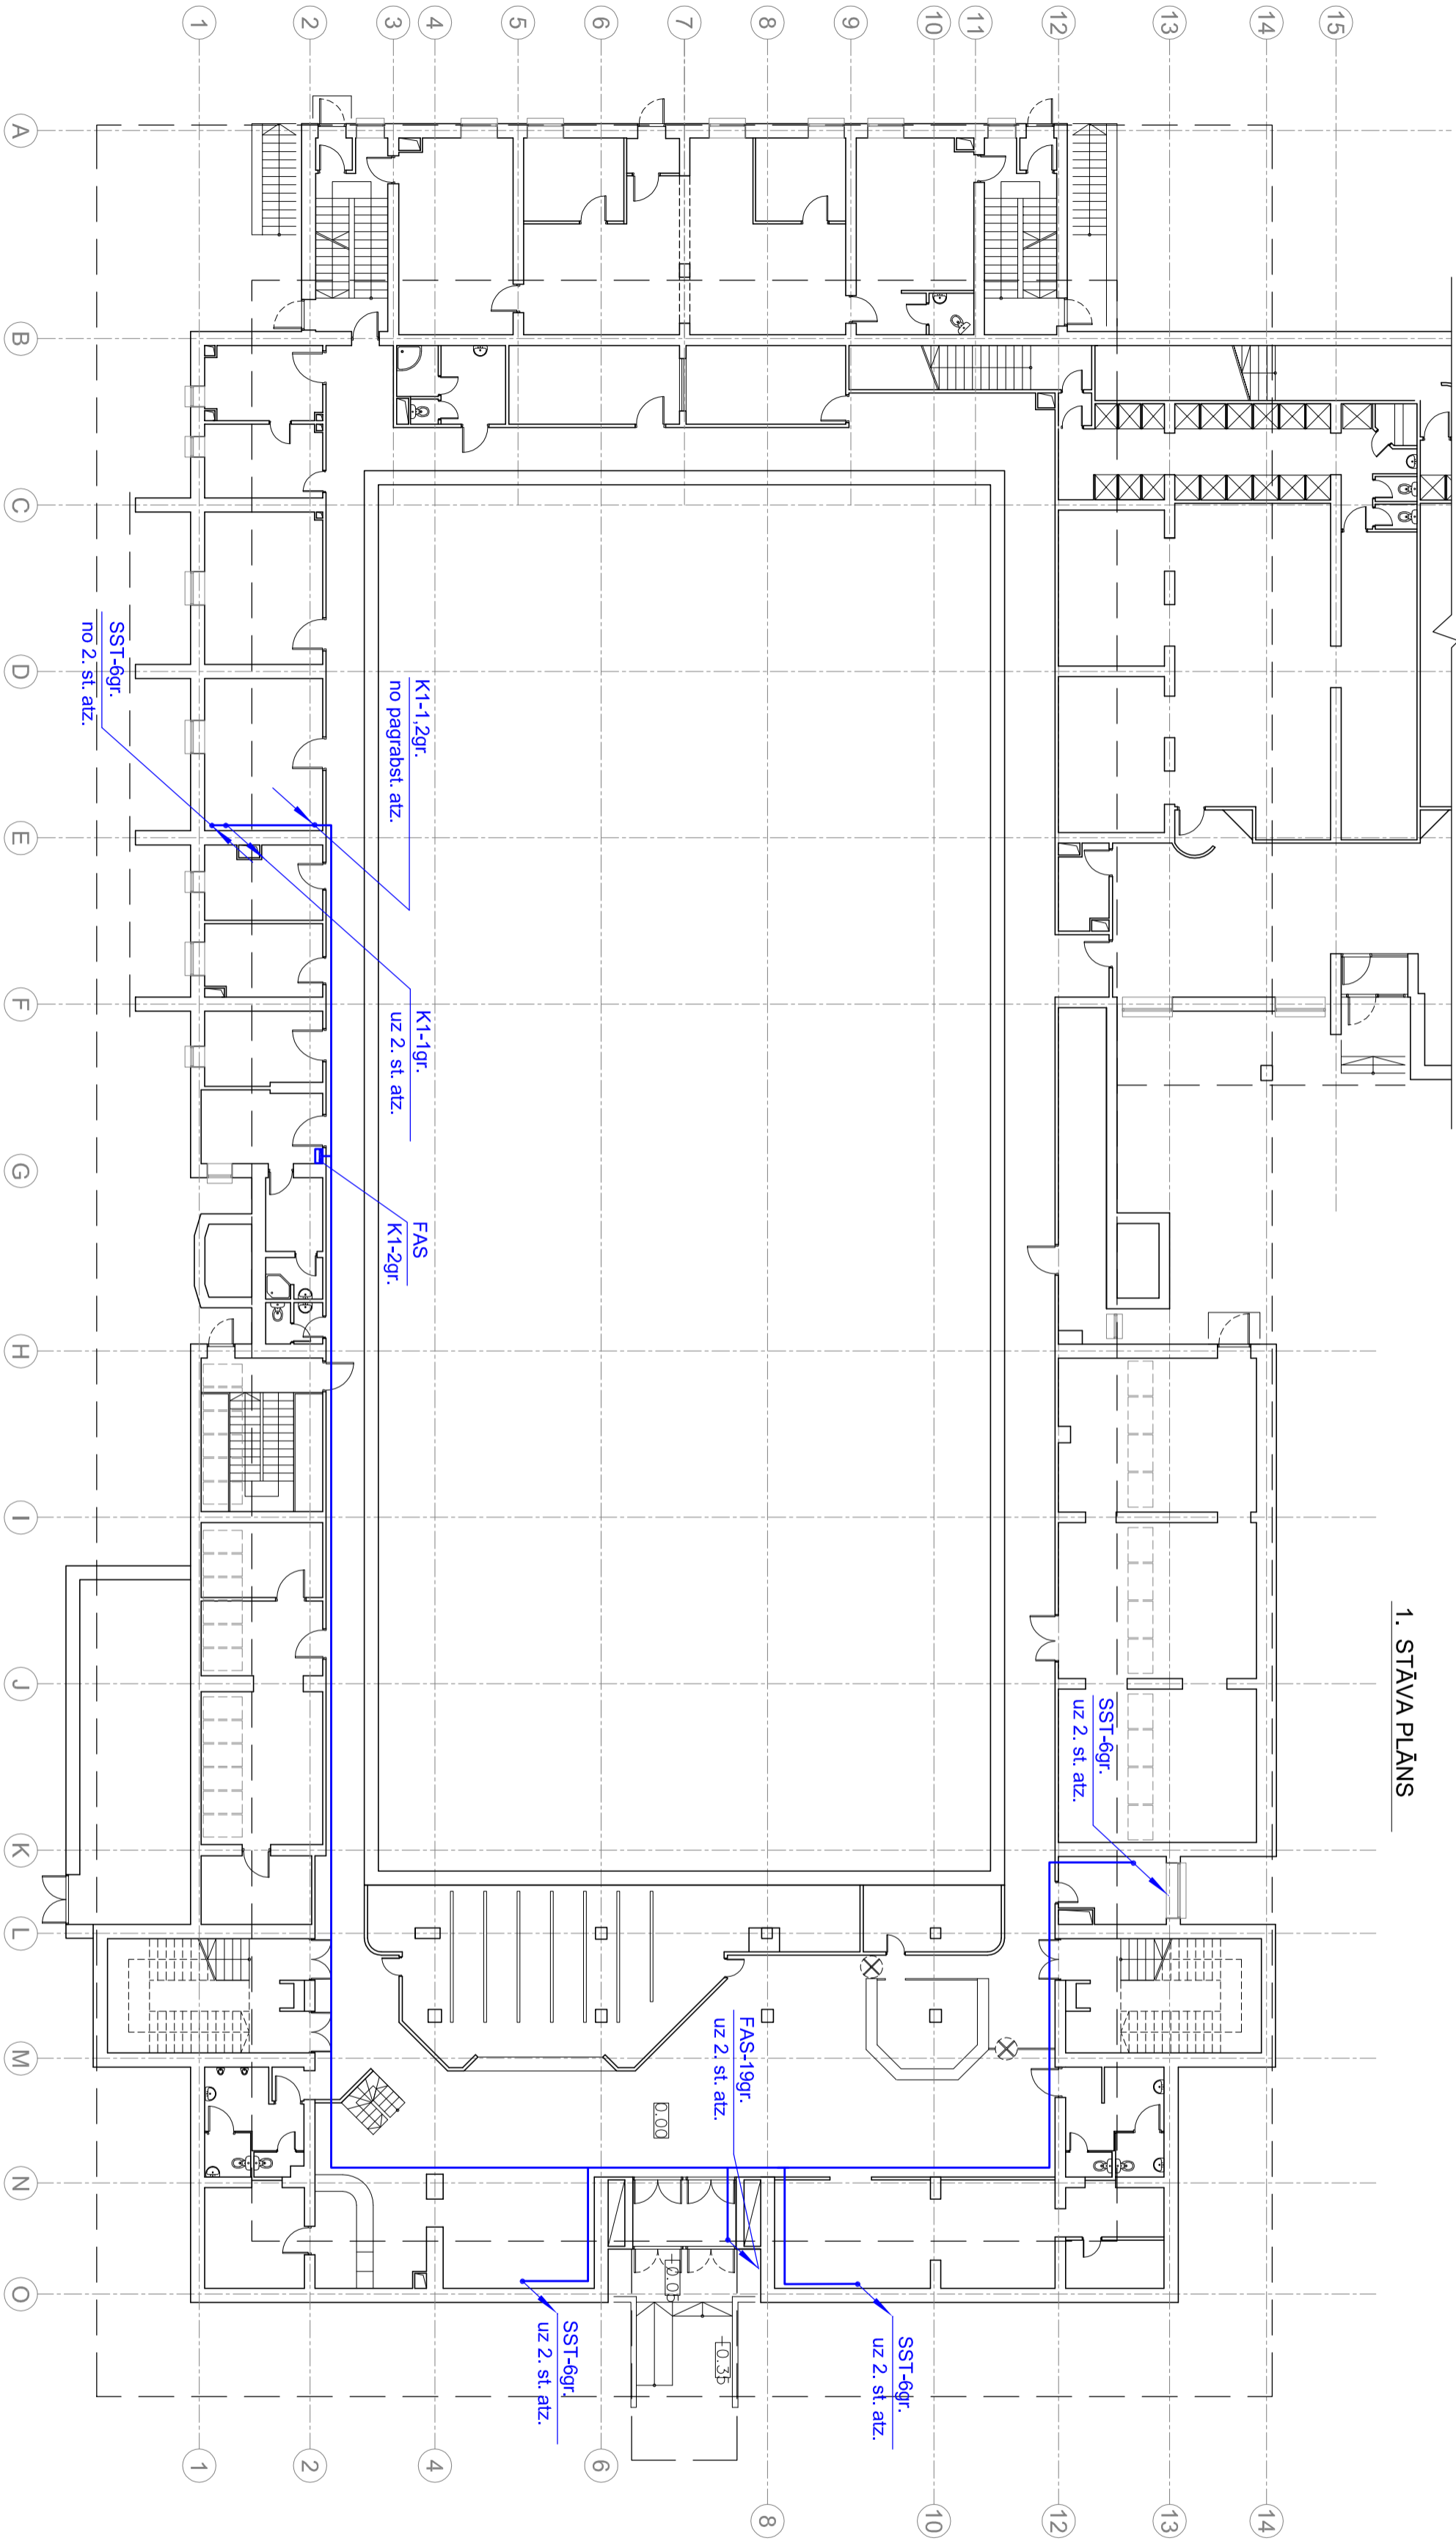 1. STĀVA PLĀNS
1
2
3
4
5
6
7
8
9
10
11
12
13
14
15
A
B
C
D
E
F
G
H
I
J
K
L
M
N
O
SST-6gr.
no 2. st. atz.
K1-1,2gr.
no pagrabst. atz.
K1-1gr.
uz 2. st. atz.
FAS
K1-2gr.
SST-6gr.
uz 2. st. atz.
FAS-19gr.
uz 2. st. atz.
0.00
-0.35
SST-6gr.
uz 2. st. atz.
SST-6gr.
uz 2. st. atz.
1
2
4
6
8
10
12
13
14